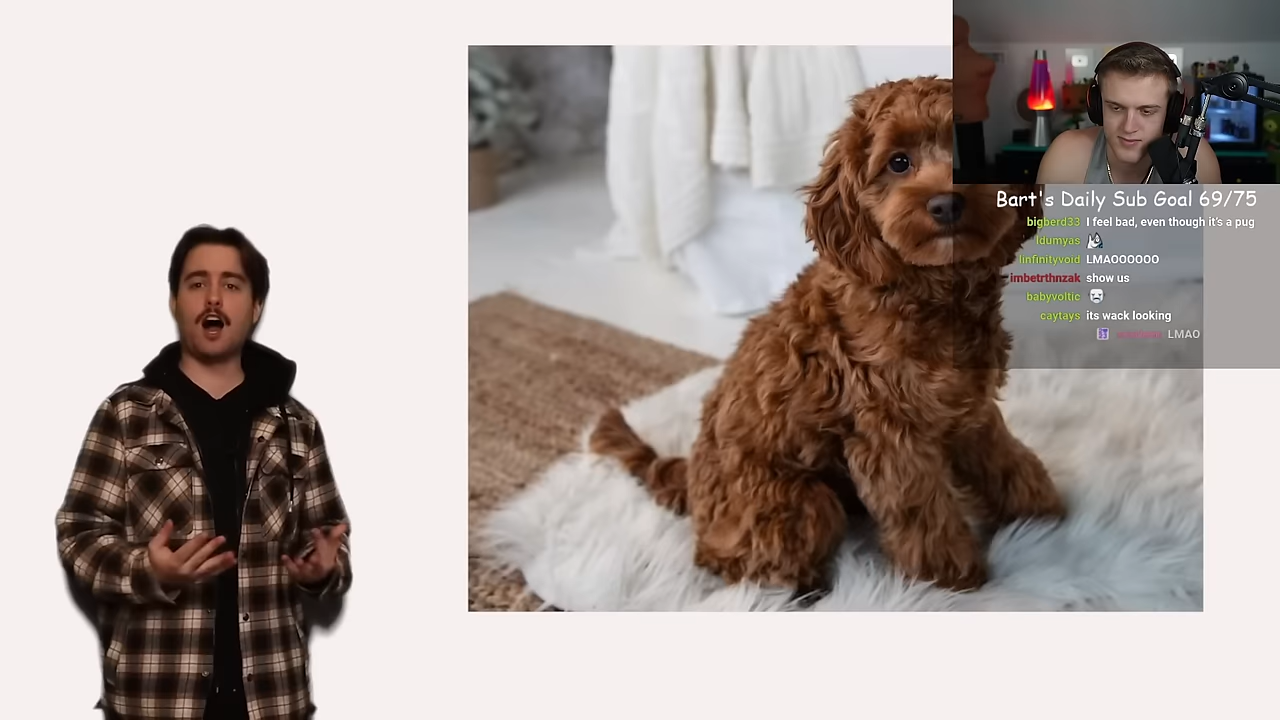 Bart's Daily Sub Goal 69/75
bigberd33 I feel bad, even though it's a pug
ldumyas
linfinityvoid LMAOOOOOO
imbetrthnzak show us
babyvoltic
caytays its wack looking
LMAO